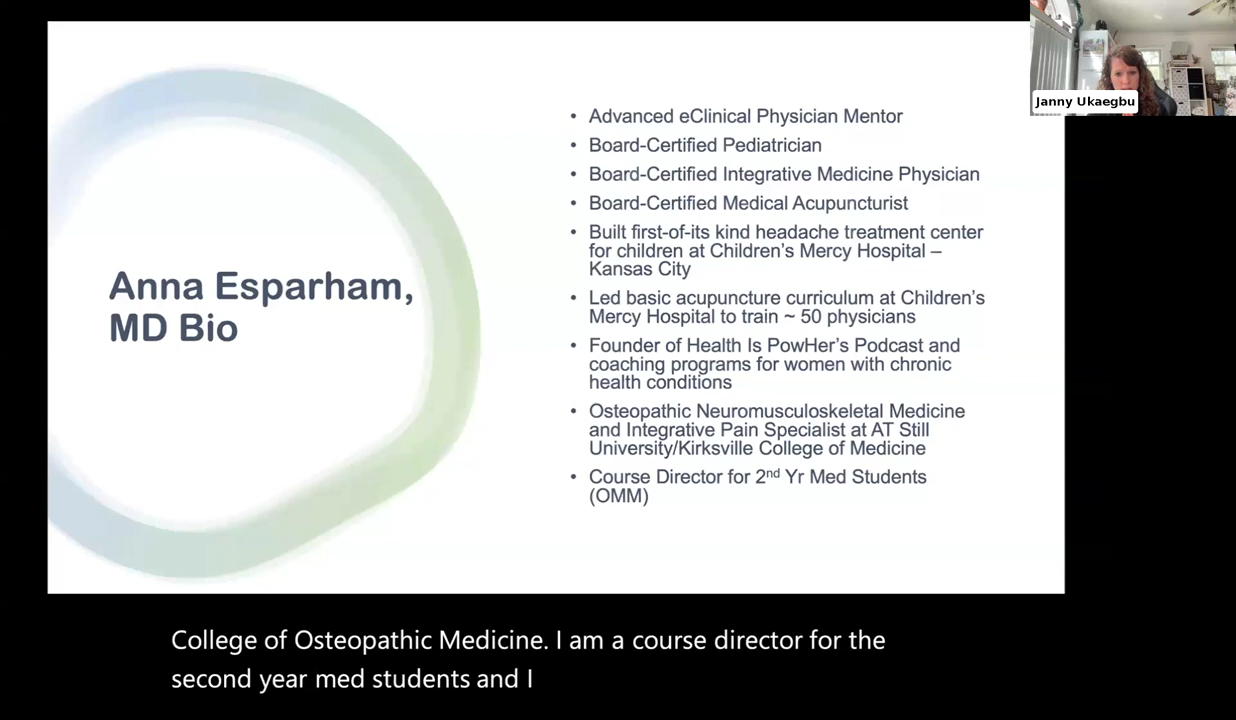 Janny Ukaegbu
Anna Esparham,
MD Bio
• Advanced eClinical Physician Mentor
• Board-Certified Pediatrician
• Board-Certified Integrative Medicine Physician
• Board-Certified Medical Acupuncturist
• Built first-of-its kind headache treatment center
for children at Children’s Mercy Hospital –
Kansas City
• Led basic acupuncture curriculum at Children’s
Mercy Hospital to train ~ 50 physicians
• Founder of Health Is PowHer’s Podcast and
coaching programs for women with chronic
health conditions
• Osteopathic Neuromusculoskeletal Medicine
and Integrative Pain Specialist at AT Still
University/Kirksville College of Medicine
• Course Director for 2nd Yr Med Students
(OMM)
College of Osteopathic Medicine. I am a course director for the
second year med students and I